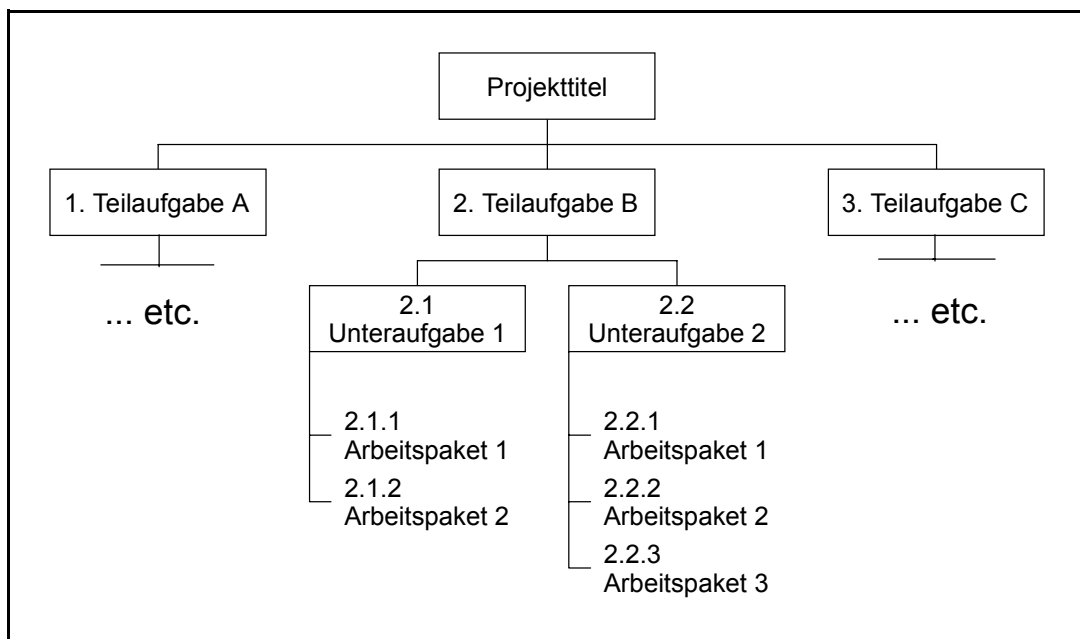 Projekttitel
1. Teilaufgabe A
2. Teilaufgabe B
3. Teilaufgabe C
... etc.
2.1
Unteraufgabe 1
2.2
Unteraufgabe 2
... etc.
2.1.1
Arbeitspaket 1
2.1.2
Arbeitspaket 2
2.2.1
Arbeitspaket 1
2.2.2
Arbeitspaket 2
2.2.3
Arbeitspaket 3